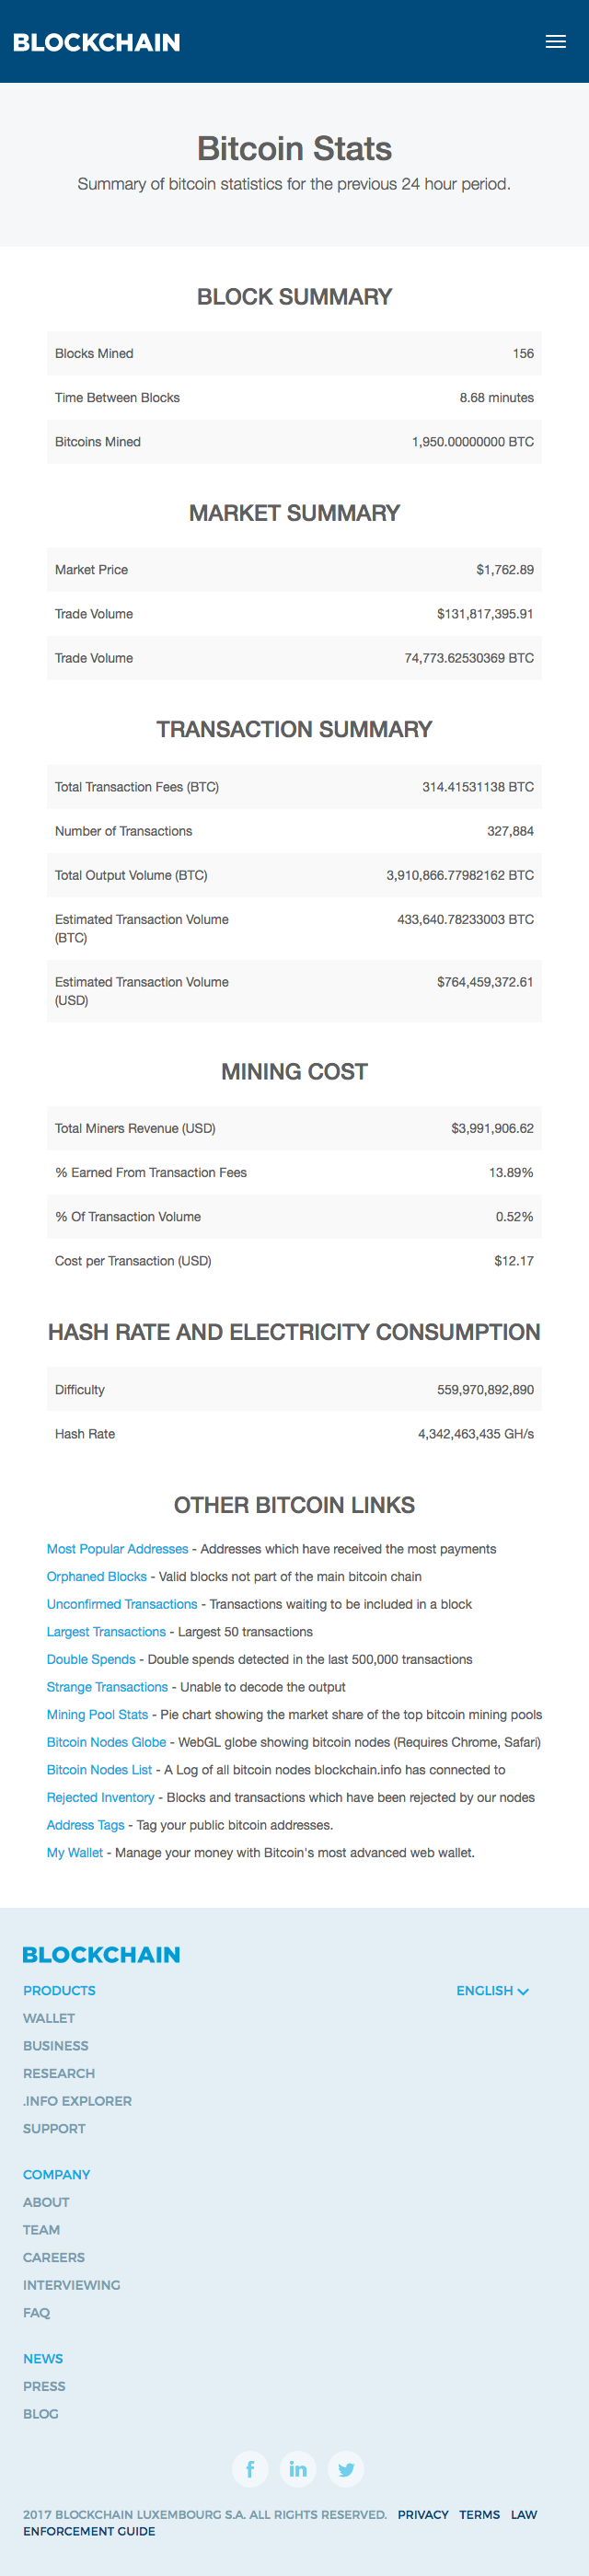 BLOCKCHAIN
Bitcoin Stats
Summary of bitcoin statistics for the previous 24 hour period.
BLOCK SUMMARY
Blocks Mined 156
Time Between Blocks 8.68 minutes
Bitcoins Mined 1,950.00000000 BTC
MARKET SUMMARY
Market Price $1,762.89
Trade Volume $131,817,395.91
Trade Volume 74,773.62530369 BTC
TRANSACTION SUMMARY
Total Transaction Fees (BTC) 314.41531138 BTC
Number of Transactions 327,884
Total Output Volume (BTC) 3,910,866.77982162 BTC
Estimated Transaction Volume 433,640.78233003 BTC
(BTC)
Estimated Transaction Volume $764,459,372.61
(USD)
MINING COST
Total Miners Revenue (USD) $3,991,906.62
% Earned From Transaction Fees 13.89%
% Of Transaction Volume 0.52%
Cost per Transaction (USD) $12.17
HASH RATE AND ELECTRICITY CONSUMPTION
Difficulty 559,970,892,890
Hash Rate 4,342,463,435 GH/s
OTHER BITCOIN LINKS
Most Popular Addresses - Addresses which have received the most payments
Orphaned Blocks - Valid blocks not part of the main bitcoin chain
Unconfirmed Transactions - Transactions waiting to be included in a block
Largest Transactions - Largest 50 transactions
Double Spends - Double spends detected in the last 500,000 transactions
Strange Transactions - Unable to decode the output
Mining Pool Stats - Pie chart showing the market share of the top bitcoin mining pools
Bitcoin Nodes Globe - WebGL globe showing bitcoin nodes (Requires Chrome, Safari)
Bitcoin Nodes List - A Log of all bitcoin nodes blockchain.info has connected to
Rejected Inventory - Blocks and transactions which have been rejected by our nodes
Address Tags - Tag your public bitcoin addresses.
My Wallet - Manage your money with Bitcoin's most advanced web wallet.
BLOCKCHAIN
PRODUCTS ENGLISH
WALLET
BUSINESS
RESEARCH
.INFO EXPLORER
SUPPORT
COMPANY
ABOUT
TEAM
CAREERS
INTERVIEWING
FAQ
NEWS
PRESS
BLOG
2017 BLOCKCHAIN LUXEMBOURG S.A. ALL RIGHTS RESERVED. PRIVACY TERMS LAW
ENFORCEMENT GUIDE